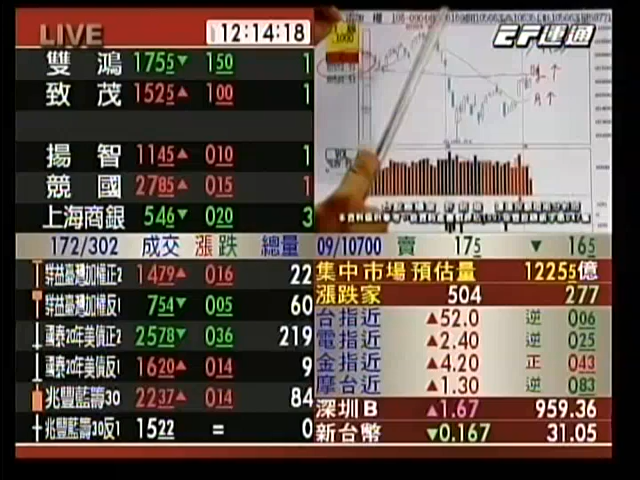 LIVE 12:14:18
EF建通
雙鴻 1755▼ 150 1
致茂 1525▲ 100 1
揚智 1145▲ 010 1
競國 2785▲ 015 1
上海商銀 546▼ 020 3
172/302 成交 漲跌 總量
09/10700 賣 175 ▼ 165
群益臺灣加權正2 1479▲ 016 22
群益臺灣加權反1 754▼ 005 60
國泰20年美債正2 2578▼ 036 219
國泰20年美債反1 1620▲ 014 9
兆豐藍籌30 2237▲ 014 84
兆豐藍籌30反1 1522 = 0
集中市場預估量 12255億
漲跌家 504 277
台指近 ▲52.0 逆 006
電指近 ▲2.40 逆 025
金指近 ▲4.20 正 043
摩台近 ▲1.30 逆 083
深圳B ▲1.67 959.36
新台幣 ▼0.167 31.05